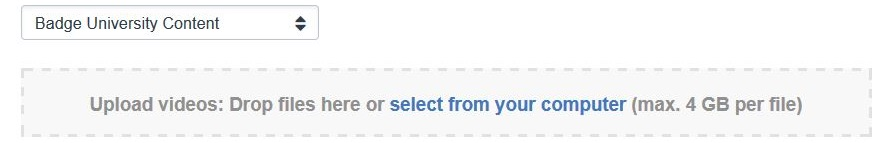 Badge University Content
Upload videos: Drop files here or select from your computer (max. 4 GB per file)